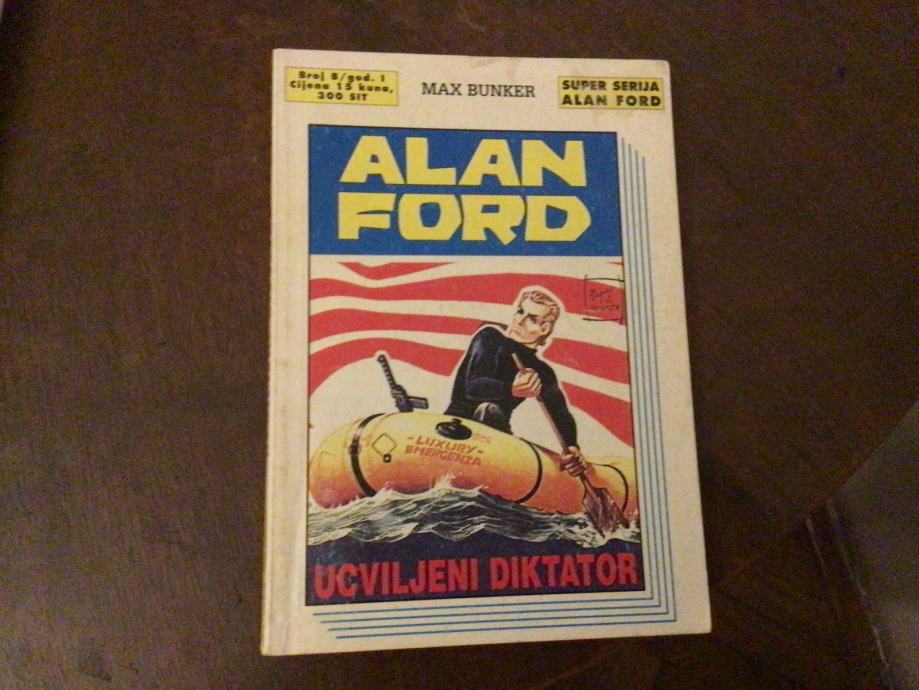 Broj 8/god. I
Cijena 15 kuna,
300 SIT
MAX BUNKER
SUPER SERIJA
ALAN FORD
ALAN
FORD
- LUXURY -
EMERGENZA
UCVILJENI DIKTATOR